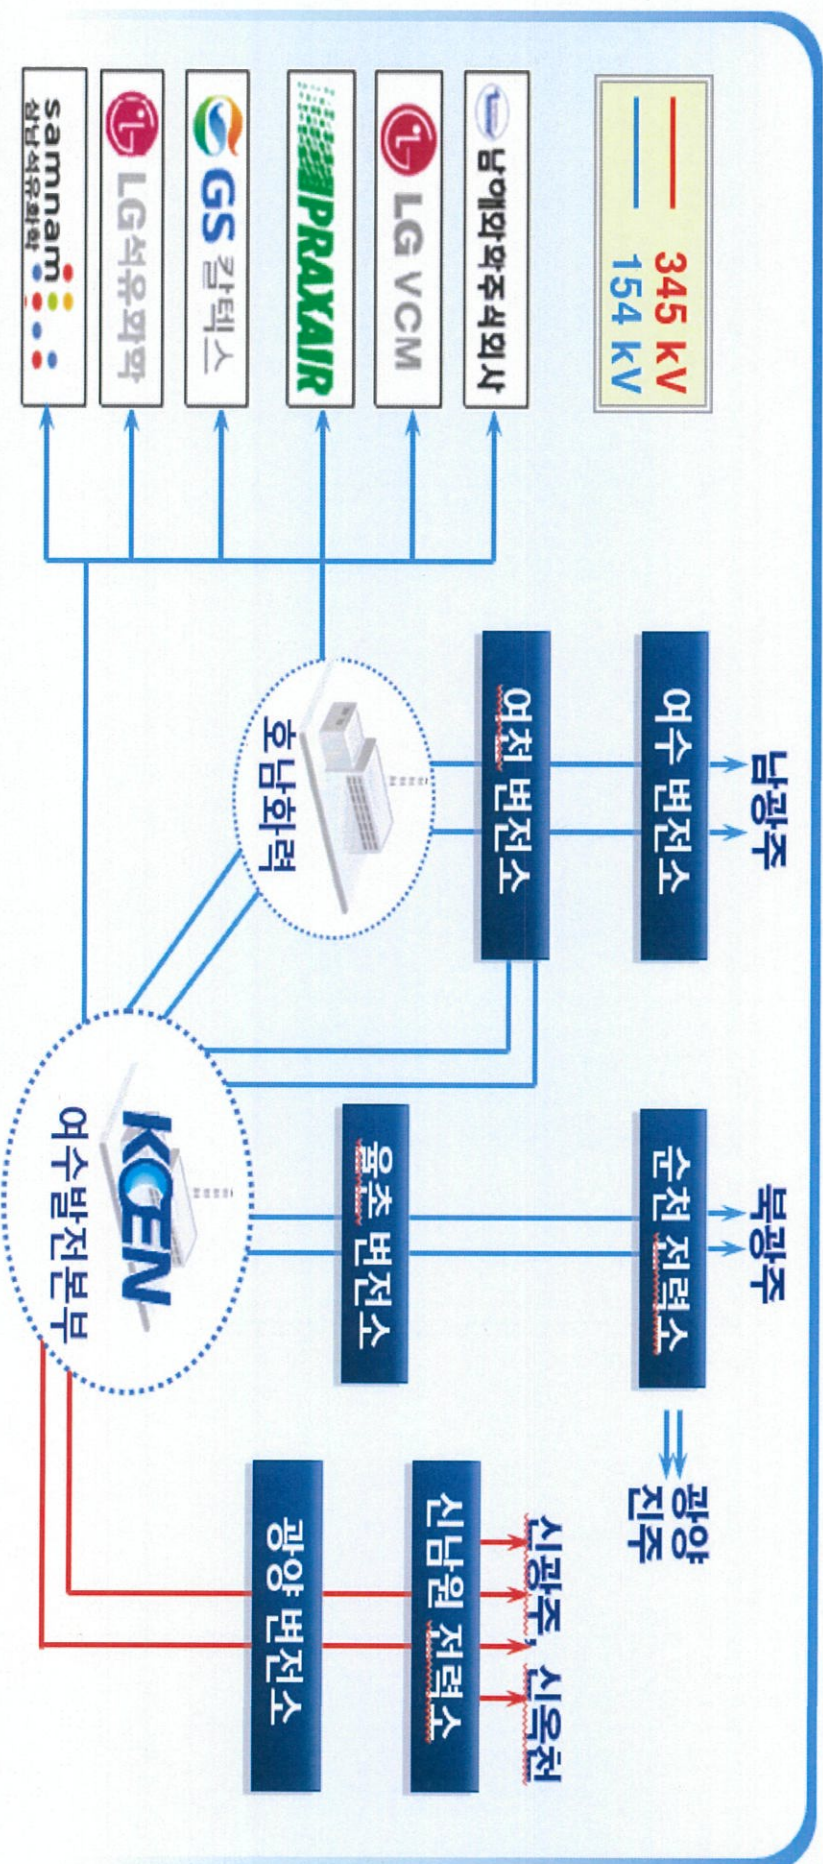 남광주
북광주
345 kV
154 kV
여수 변전소
순천 전력소
광양
진주
신광주, 신옥천
남해화학주식회사
여천 변전소
신남원 전력소
LG VCM
율촌 변전소
PRAXAIR
호남화력
광양 변전소
GS 칼텍스
LG석유화학
KOEN
여수발전본부
samnam
삼남석유화학